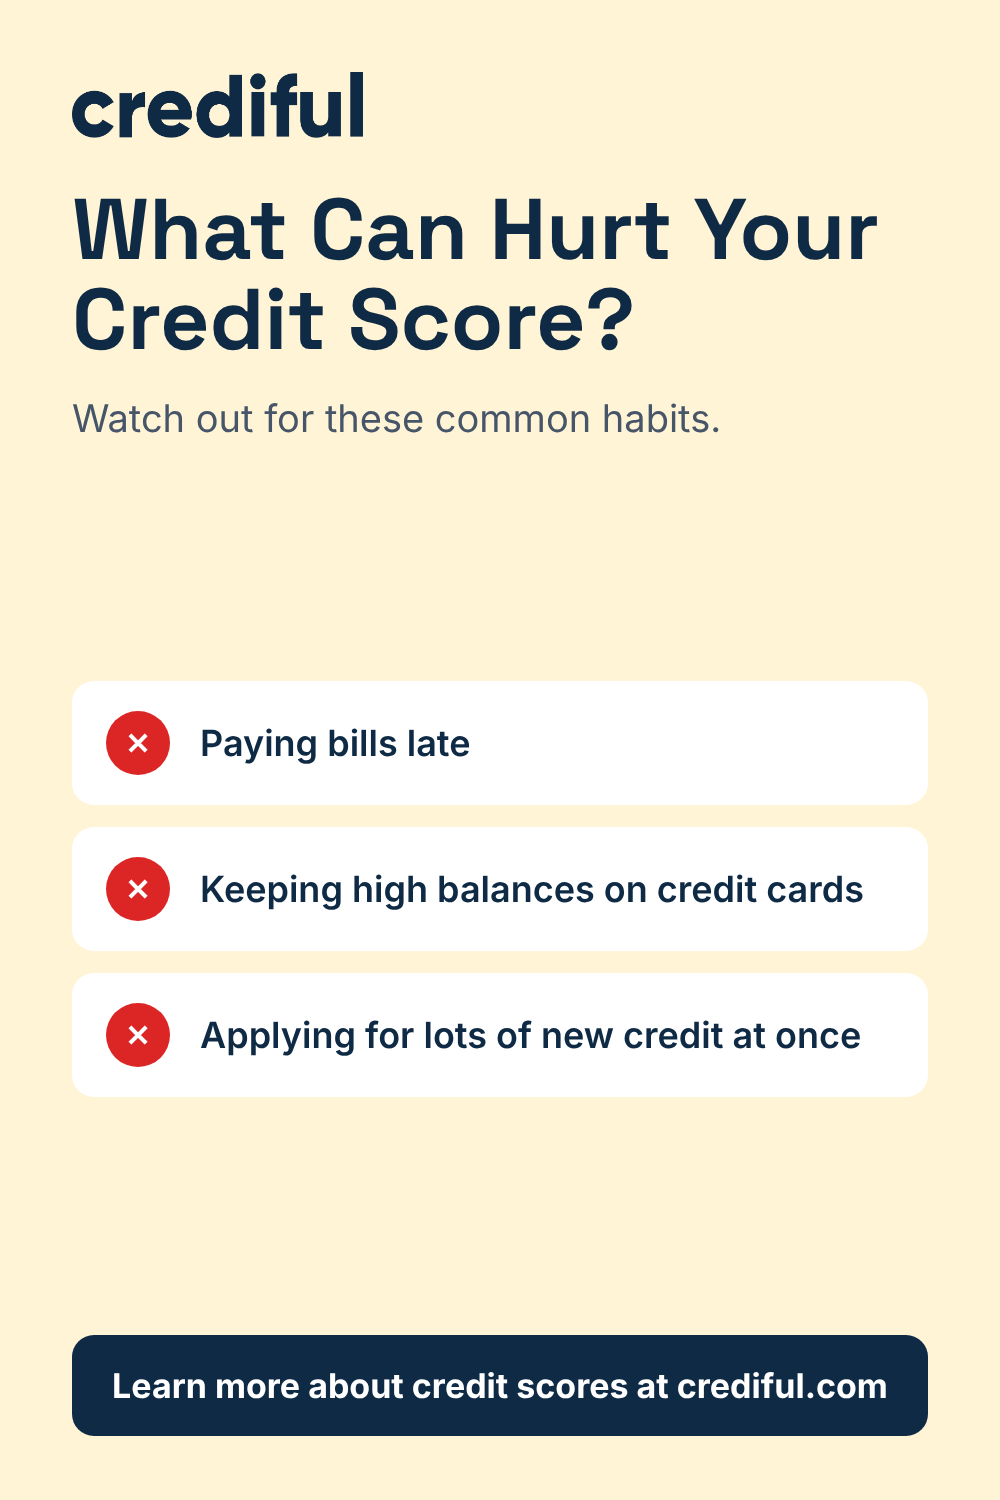 crediful
What Can Hurt Your
Credit Score?
Watch out for these common habits.
Paying bills late
Keeping high balances on credit cards
Applying for lots of new credit at once
Learn more about credit scores at crediful.com